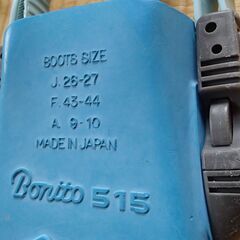 BOOTS SIZE
J. 26-27
F. 43-44
A. 9-10
MADE IN JAPAN
Bonito 515